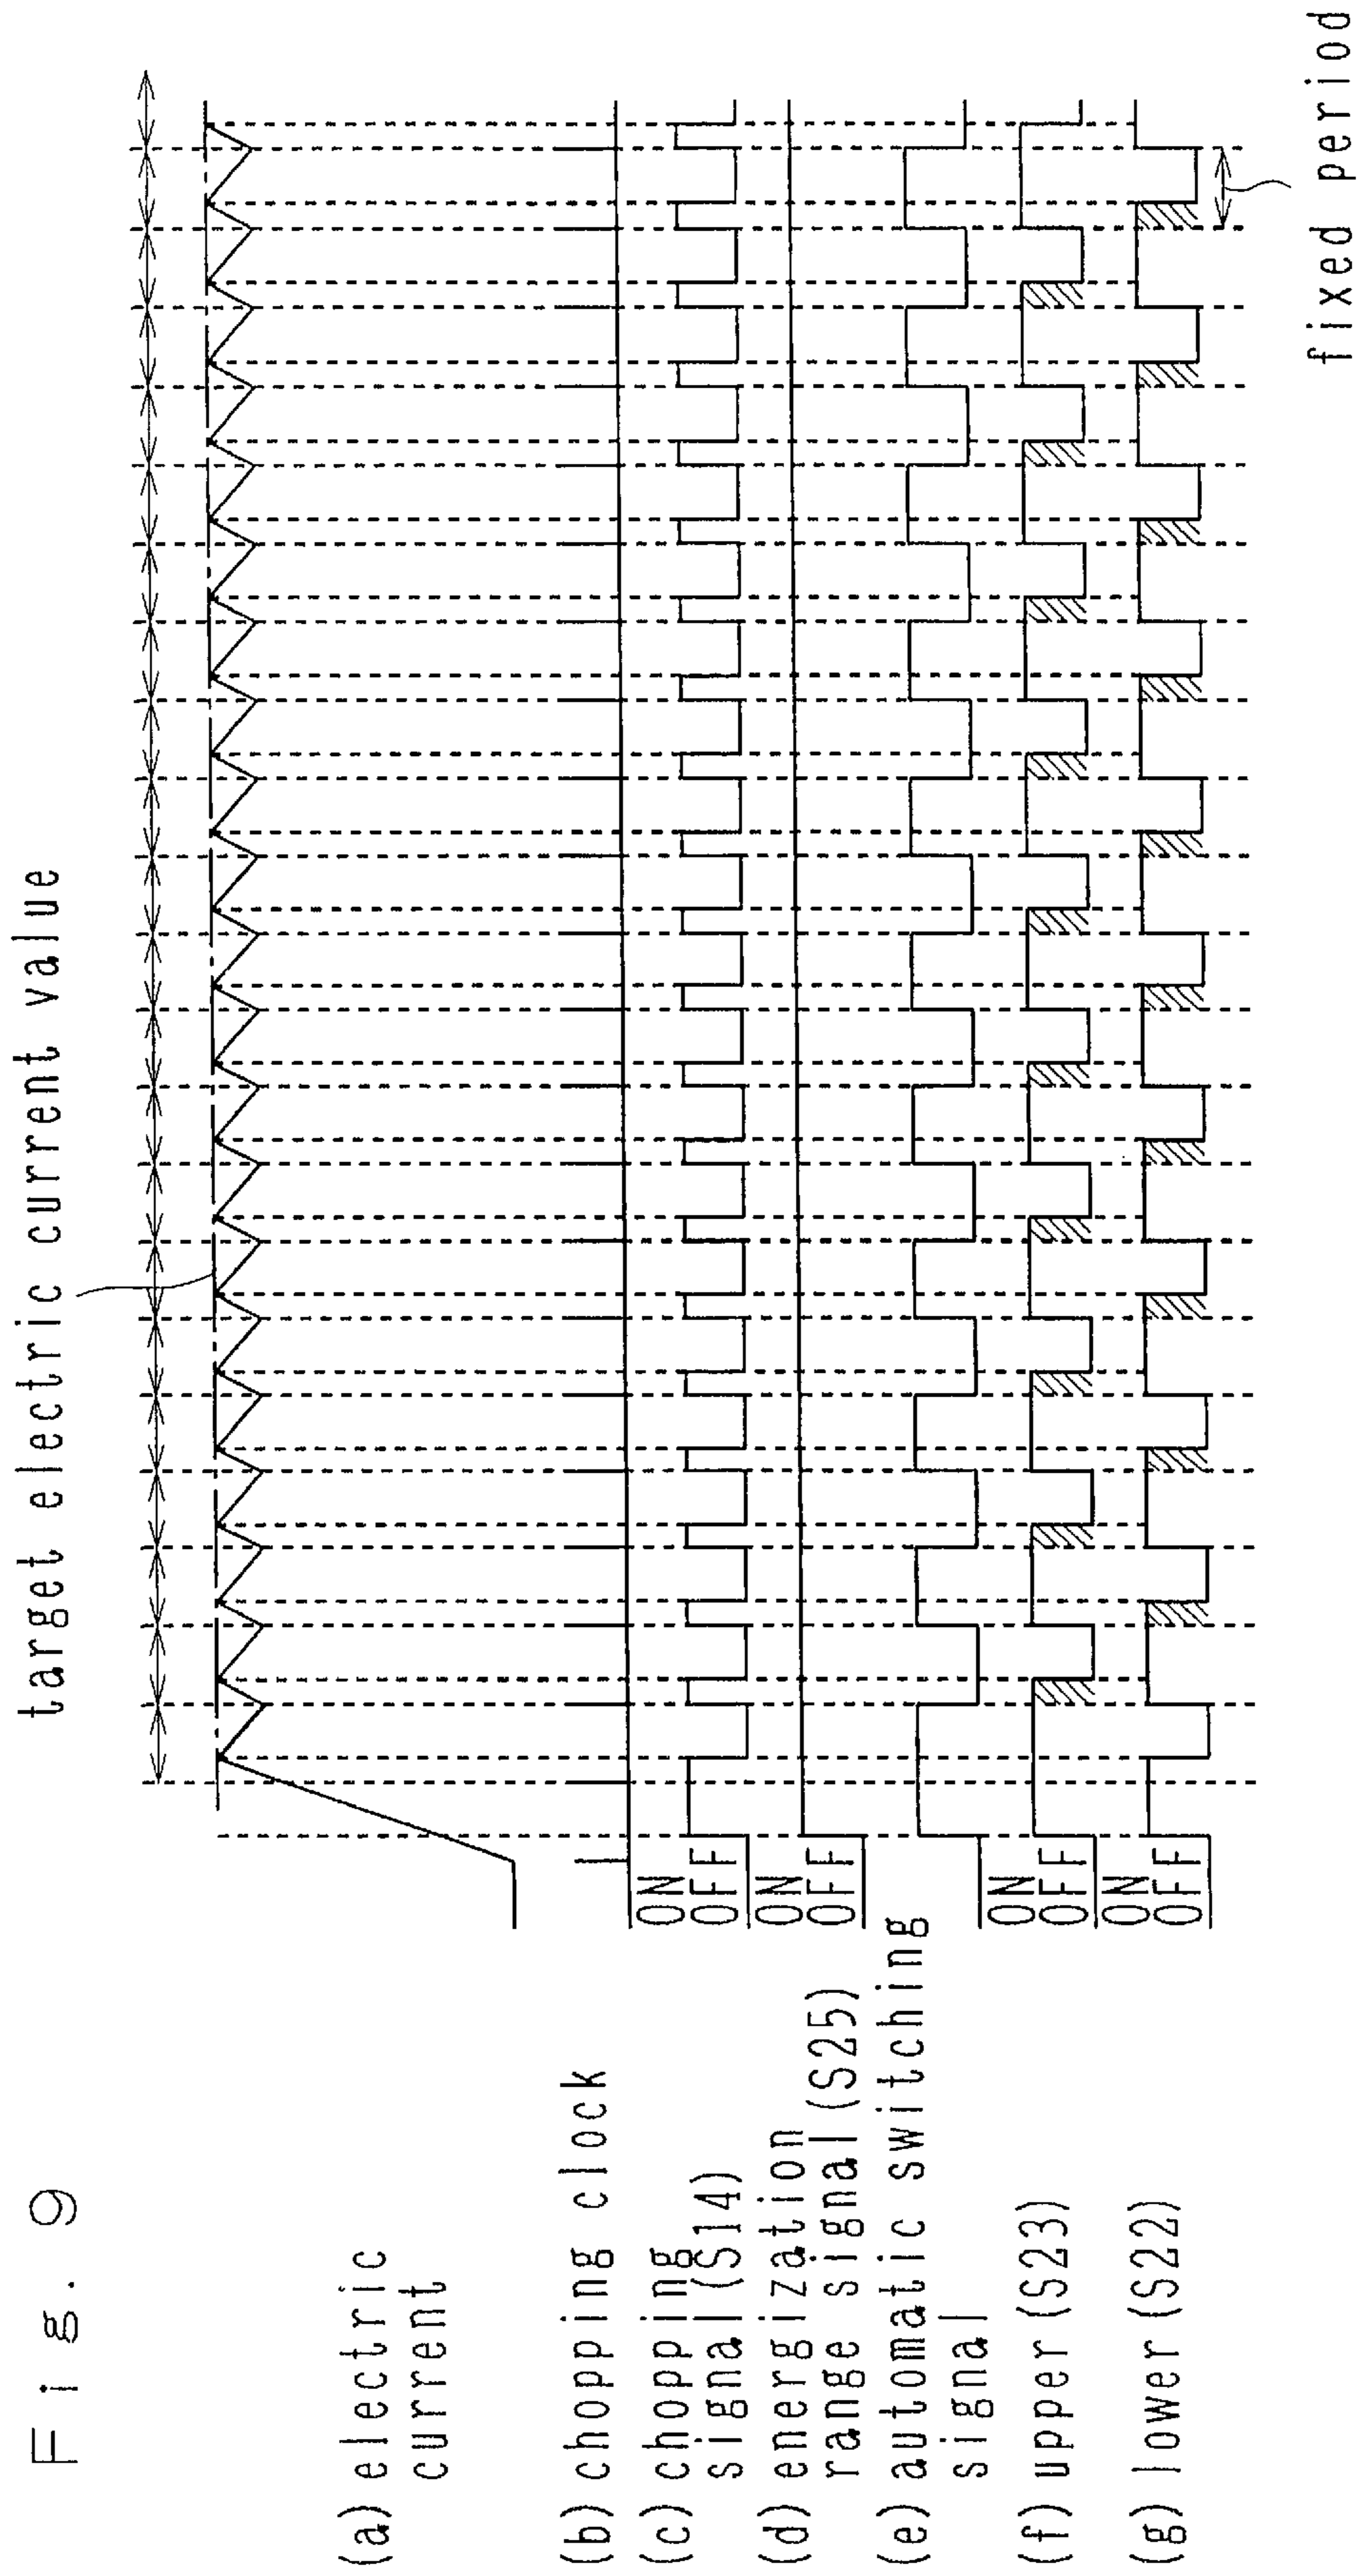 Fig. 9
target electric current value
(a) electric
current
(b) chopping clock
(c) chopping
signal (S14)
ON
OFF
(d) energization
range signal (S25)
ON
OFF
(e) automatic switching
signal
(f) upper (S23)
ON
OFF
(g) lower (S22)
ON
OFF
fixed period